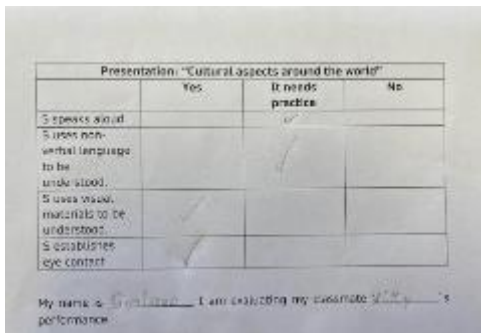 Presentation: "Cultural aspects around the world"
Yes It needs No
practice
S speaks aloud
S uses non-
verbal language
to be
understood.
S uses visual
materials to be
understood.
S establishes
eye contact
My name is I am evaluating my classmate 's
performance